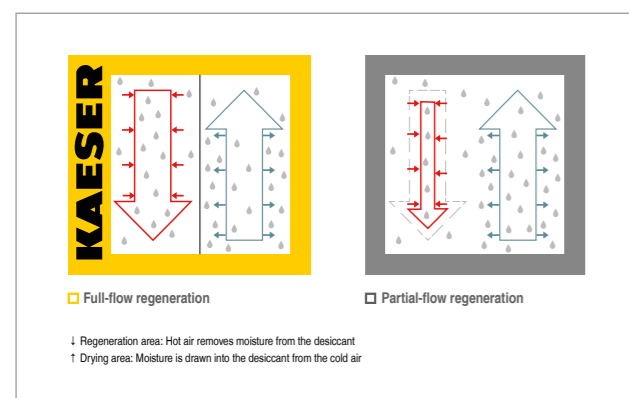 KAESER
Full-flow regeneration
Partial-flow regeneration
↓ Regeneration area: Hot air removes moisture from the desiccant
↑ Drying area: Moisture is drawn into the desiccant from the cold air